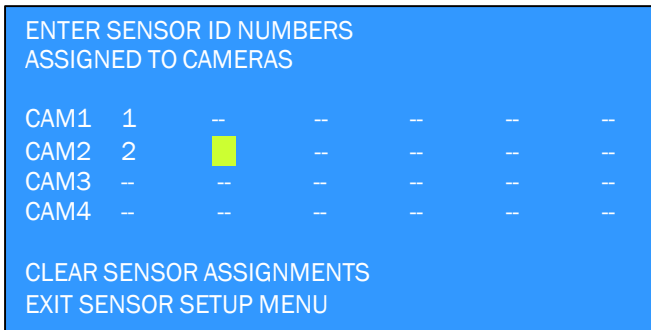 ENTER SENSOR ID NUMBERS
ASSIGNED TO CAMERAS
CAM1 1 -- -- -- -- --
CAM2 2 -- -- -- --
CAM3 -- -- -- -- -- --
CAM4 -- -- -- -- -- --
CLEAR SENSOR ASSIGNMENTS
EXIT SENSOR SETUP MENU